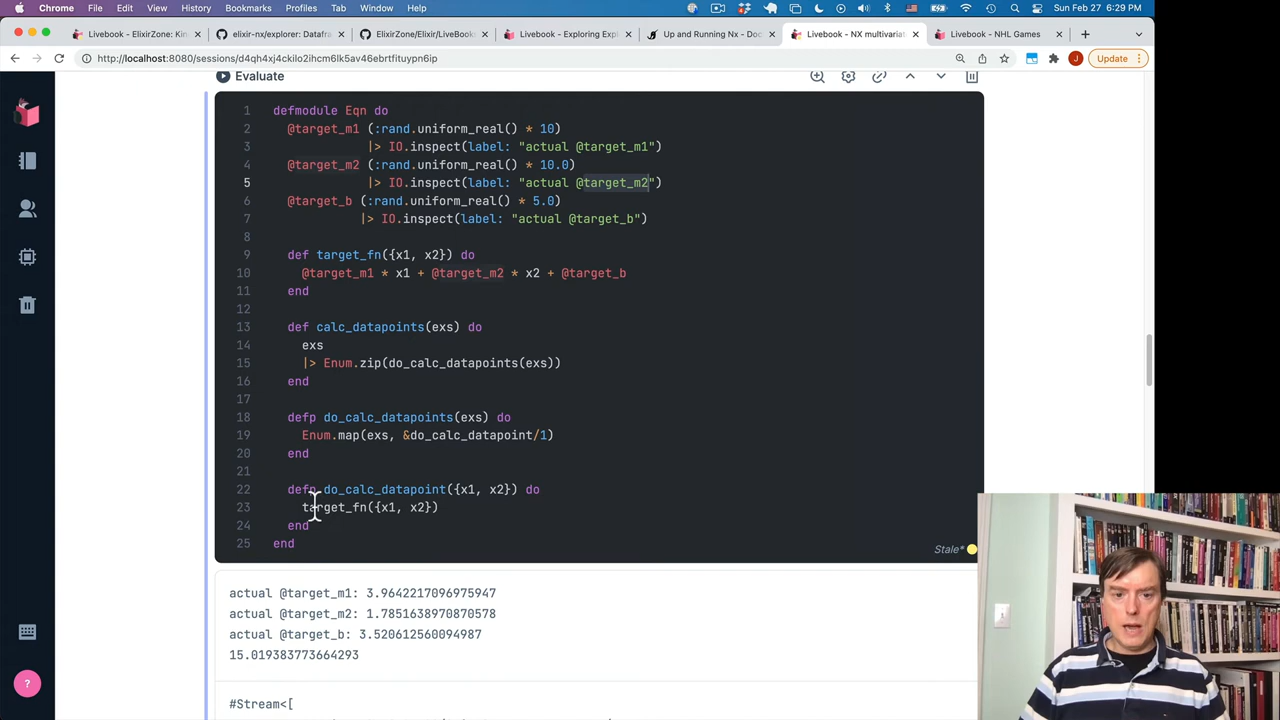 Chrome File Edit View History Bookmarks Profiles Tab Window Help
Sun Feb 27 6:29 PM
Livebook - ElixirZone: Kin
elixir-nx/explorer: Datafra
ElixirZone/Elixir/LiveBook
Livebook - Exploring Expl
Up and Running Nx - Doc
Livebook - NX multivariat
Livebook - NHL Games
http://localhost:8080/sessions/d4qh4xj4ckilo2ihcm6lk5av46ebrtfituypn6ip
J
Update
Evaluate
1 defmodule Eqn do
2 @target_m1 (:rand.uniform_real() * 10)
3 |> IO.inspect(label: "actual @target_m1")
4 @target_m2 (:rand.uniform_real() * 10.0)
5 |> IO.inspect(label: "actual @target_m2")
6 @target_b (:rand.uniform_real() * 5.0)
7 |> IO.inspect(label: "actual @target_b")
8
9 def target_fn({x1, x2}) do
10 @target_m1 * x1 + @target_m2 * x2 + @target_b
11 end
12
13 def calc_datapoints(exs) do
14 exs
15 |> Enum.zip(do_calc_datapoints(exs))
16 end
17
18 defp do_calc_datapoints(exs) do
19 Enum.map(exs, &do_calc_datapoint/1)
20 end
21
22 defp do_calc_datapoint({x1, x2}) do
23 target_fn({x1, x2})
24 end
25 end
Stale*
actual @target_m1: 3.9642217096975947
actual @target_m2: 1.7851638970870578
actual @target_b: 3.520612560094987
15.019383773664293
#Stream<[
?